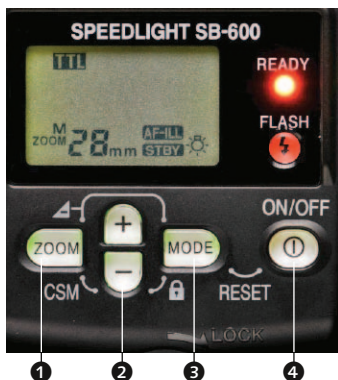 SPEEDLIGHT SB-600
TTL
READY
M
ZOOM 28mm
AF-ILL
STBY
FLASH
ON/OFF
+
ZOOM
MODE
−
CSM
RESET
LOCK
1 2 3 4